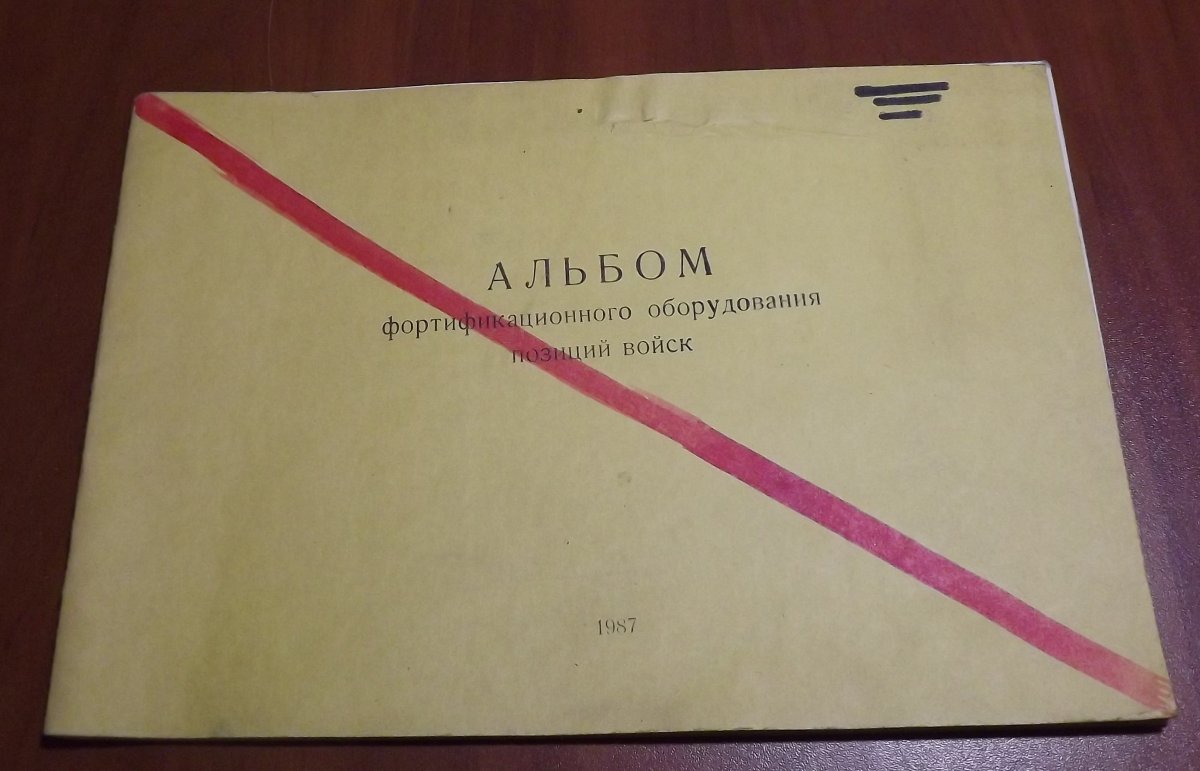 АЛЬБОМ
фортификационного оборудования
позиций войск
1987